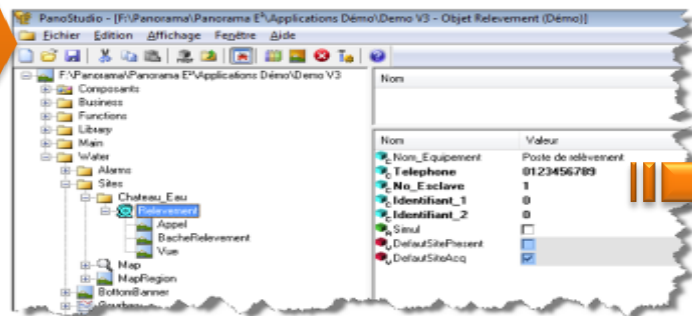 PanoStudio - [F:\Panorama\Panorama E²\Applications Démo\Demo V3 - Objet Relevement (Démo)]
Fichier Edition Affichage Fenêtre Aide
F:\Panorama\Panorama E²\Applications Démo\Demo V3
Composants
Business
Functions
Library
Main
Water
Alarms
Sites
Chateau_Eau
Relevement
Appel
BacheRelevement
Vue
Map
MapRegion
BottomBanner
Nom
Nom Valeur
Nom_Equipement Poste de relèvement
Telephone 0123456789
No_Esclave 1
Identifiant_1 0
Identifiant_2 0
Simul
DefautSitePresent
DefautSiteAcq